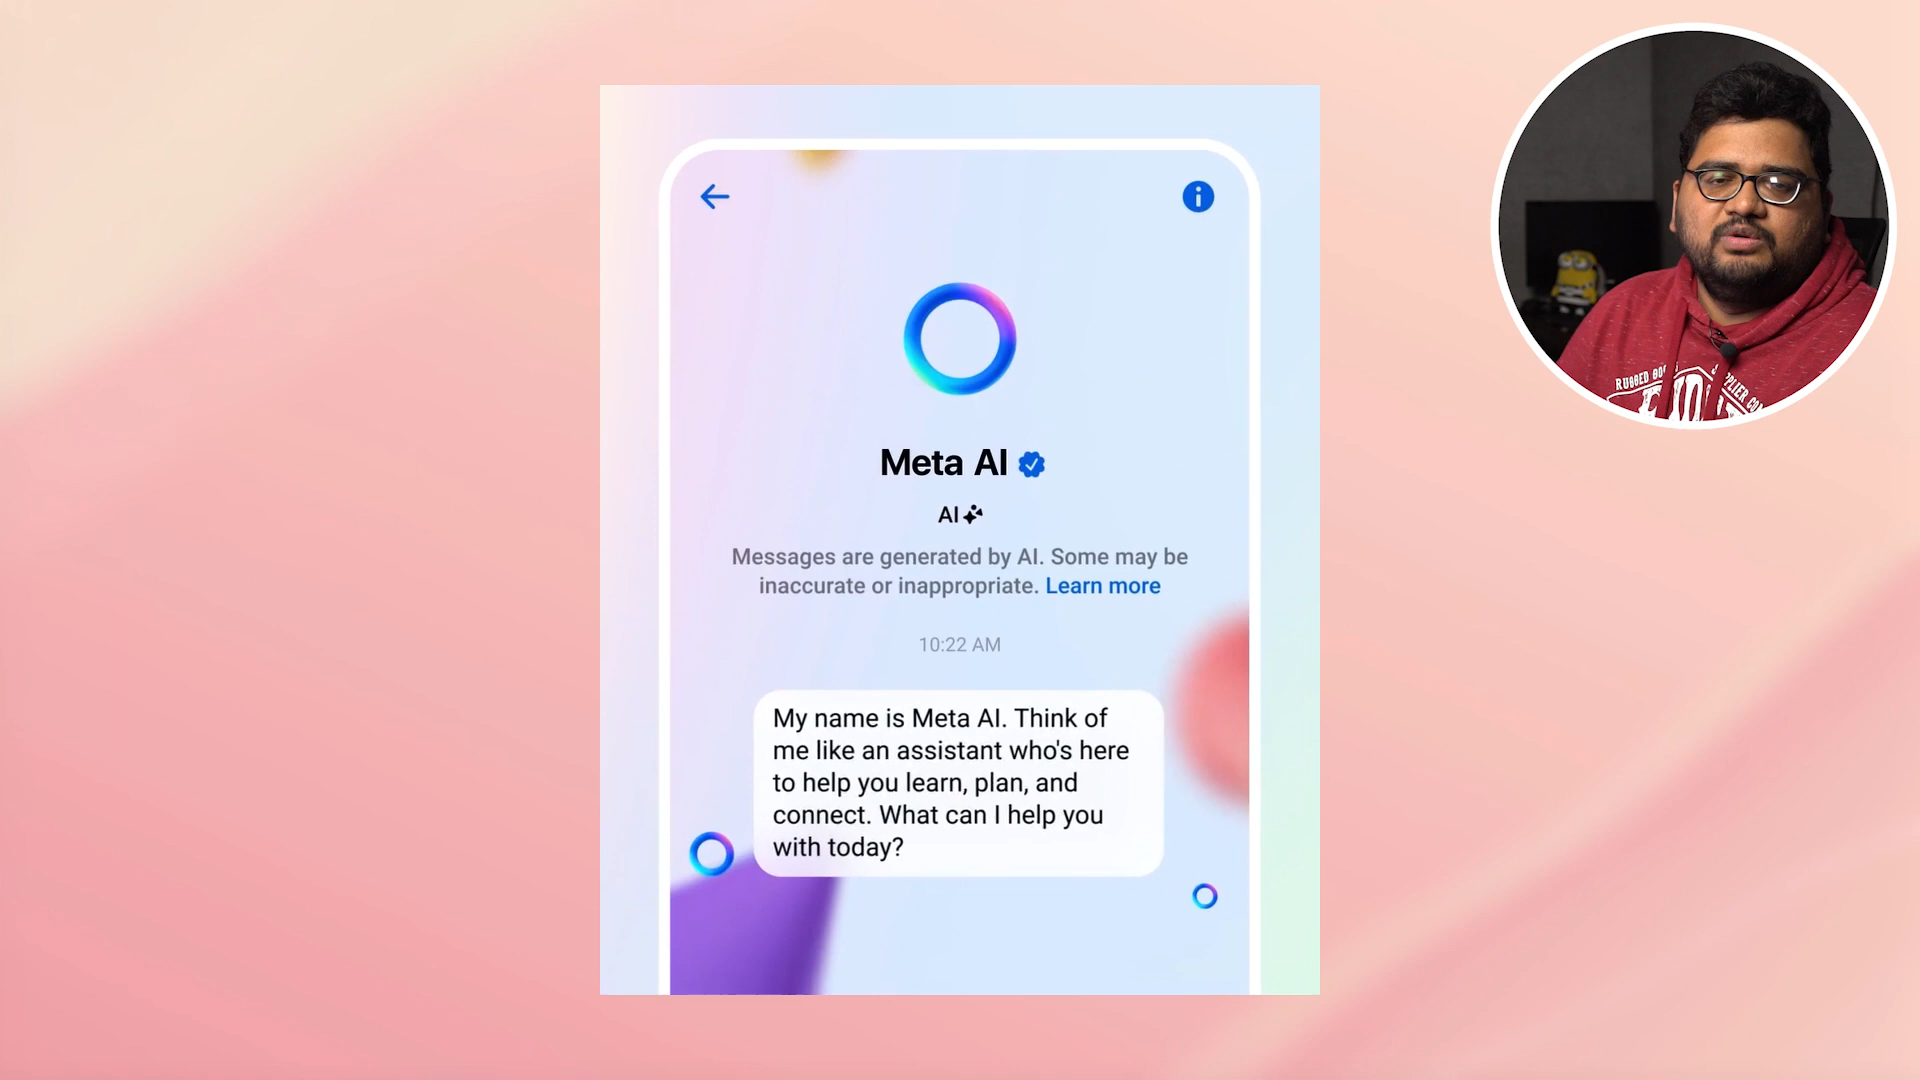 Meta AI
AI
Messages are generated by AI. Some may be
inaccurate or inappropriate. Learn more
10:22 AM
My name is Meta AI. Think of
me like an assistant who's here
to help you learn, plan, and
connect. What can I help you
with today?
RUGGED